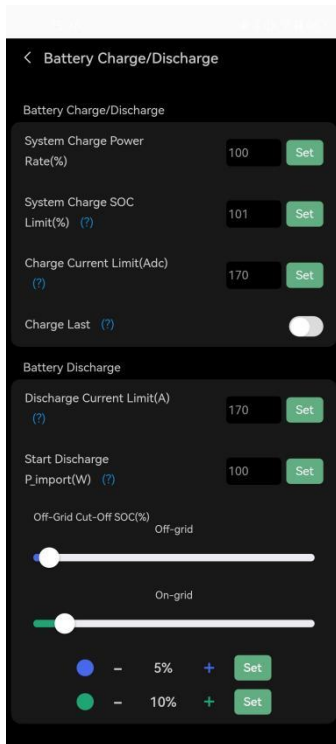 Battery Charge/Discharge
Battery Charge/Discharge
System Charge Power
Rate(%)
100
Set
System Charge SOC
Limit(%) (?)
101
Set
Charge Current Limit(Adc)
(?)
170
Set
Charge Last (?)
Battery Discharge
Discharge Current Limit(A)
(?)
170
Set
Start Discharge
P_import(W) (?)
100
Set
Off-Grid Cut-Off SOC(%)
Off-grid
On-grid
– 5% + Set
– 10% + Set